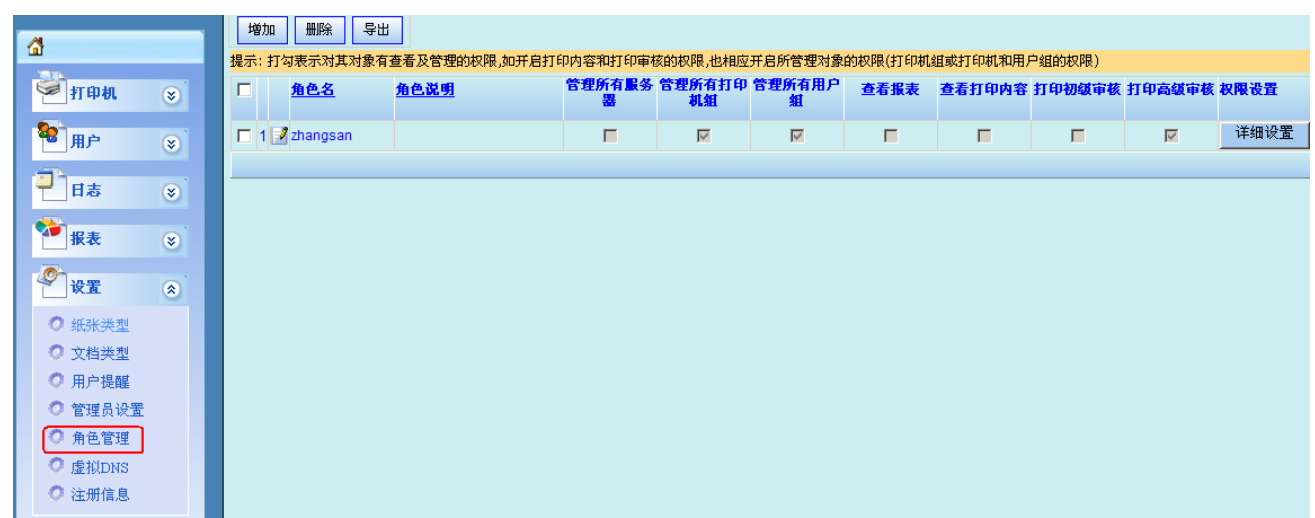 增加 删除 导出
提示: 打勾表示对其对象有查看及管理的权限,如开启打印内容和打印审核的权限,也相应开启所管理对象的权限(打印机组或打印机和用户组的权限)
角色名 角色说明 管理所有服务器 管理所有打印机组 管理所有用户组 查看报表 查看打印内容 打印初级审核 打印高级审核 权限设置
1 zhangsan 详细设置
打印机
用户
日志
报表
设置
纸张类型
文档类型
用户提醒
管理员设置
角色管理
虚拟DNS
注册信息